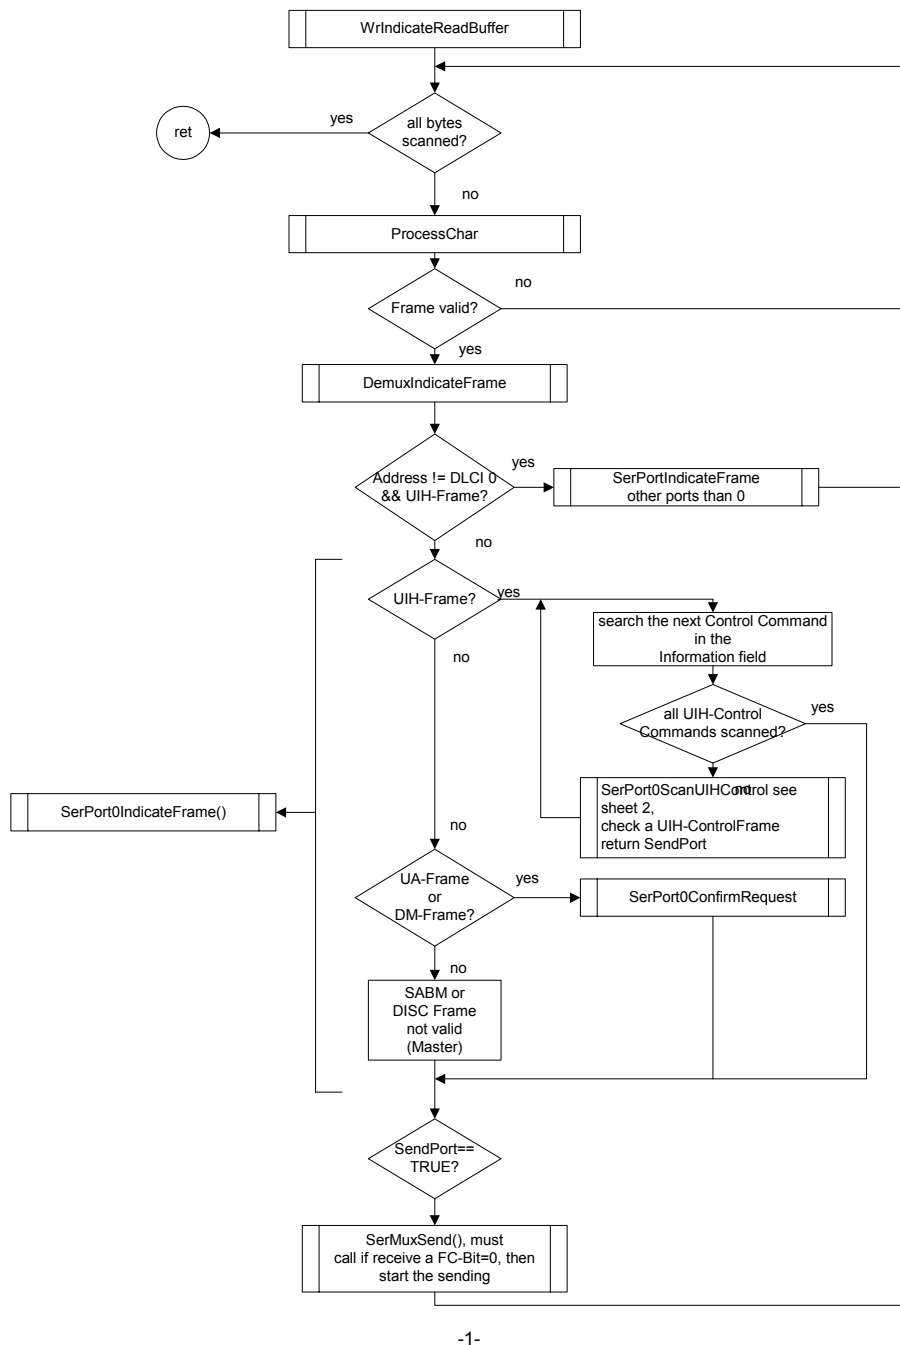 WrIndicateReadBuffer
yes
all bytes
scanned?
ret
no
ProcessChar
no
Frame valid?
yes
DemuxIndicateFrame
Address != DLCI 0
&& UIH-Frame?
yes
SerPortIndicateFrame
other ports than 0
no
UIH-Frame?
yes
search the next Control Command
in the
Information field
no
all UIH-Control
Commands scanned?
yes
no
SerPort0ScanUIHControl see
sheet 2,
check a UIH-ControlFrame
return SendPort
SerPort0IndicateFrame()
no
UA-Frame
or
DM-Frame?
yes
SerPort0ConfirmRequest
no
SABM or
DISC Frame
not valid
(Master)
SendPort==
TRUE?
SerMuxSend(), must
call if receive a FC-Bit=0, then
start the sending
-1-